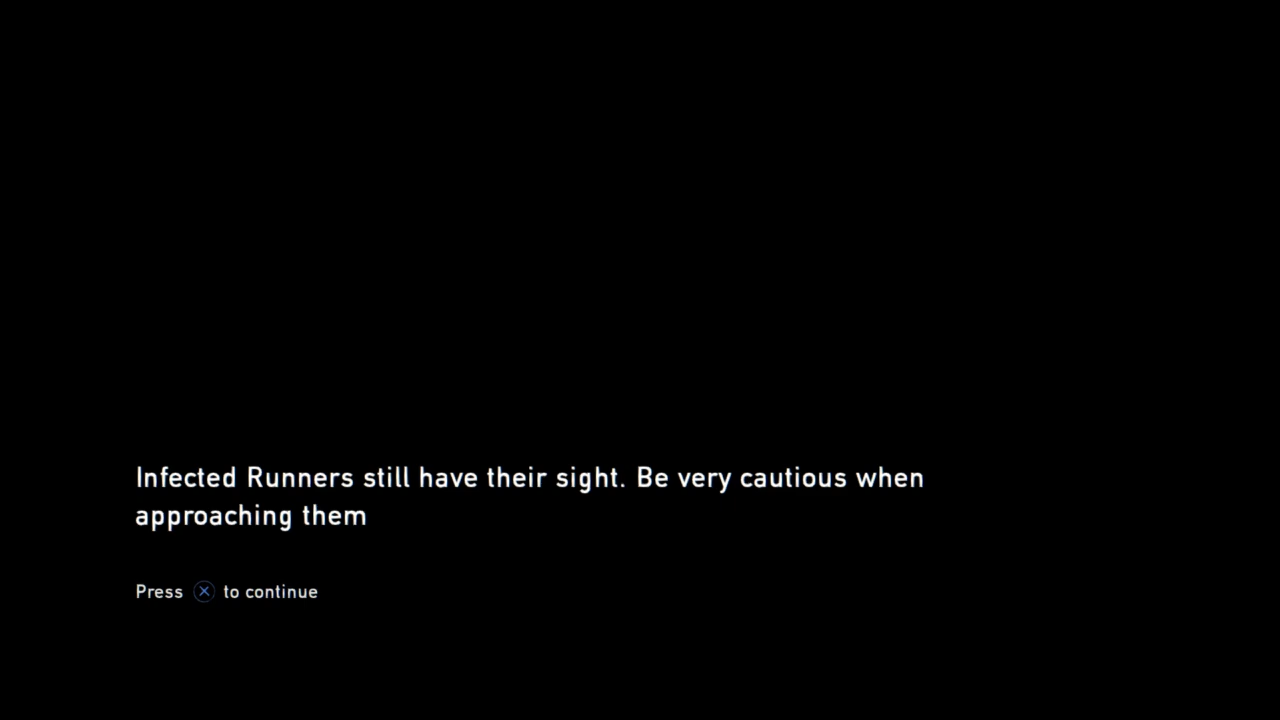 Infected Runners still have their sight. Be very cautious when
approaching them
Press ⓧ to continue